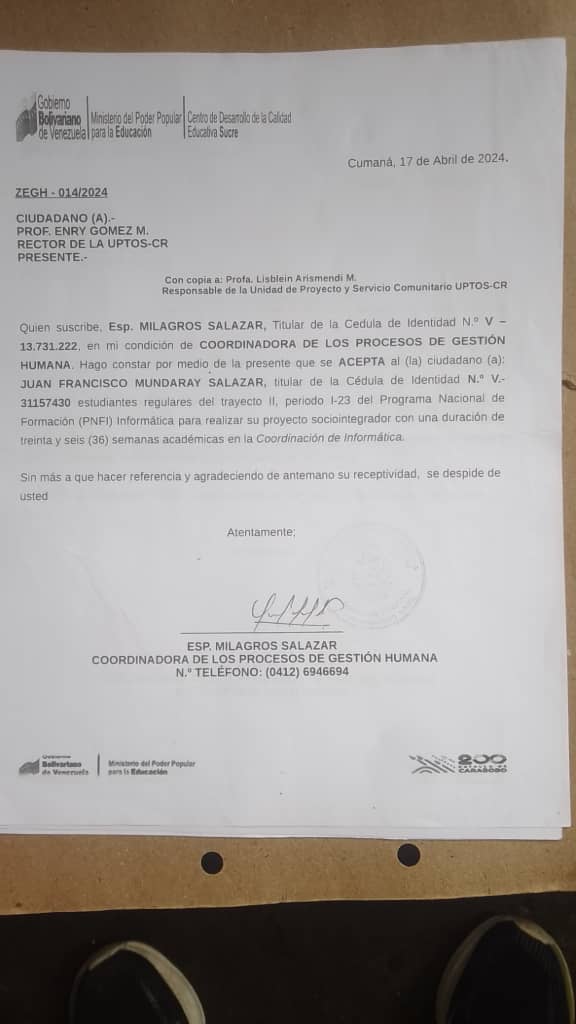 Gobierno
Bolivariano
de Venezuela
Ministerio del Poder Popular
para la Educación
Centro de Desarrollo de la Calidad
Educativa Sucre
Cumaná, 17 de Abril de 2024.
ZEGH - 014/2024
CIUDADANO (A).-
PROF. ENRY GOMEZ M.
RECTOR DE LA UPTOS-CR
PRESENTE.-
Con copia a: Profa. Lisblein Arismendi M.
Responsable de la Unidad de Proyecto y Servicio Comunitario UPTOS-CR
Quien suscribe, Esp. MILAGROS SALAZAR, Titular de la Cedula de Identidad N.º V –
13.731.222, en mi condición de COORDINADORA DE LOS PROCESOS DE GESTIÓN
HUMANA. Hago constar por medio de la presente que se ACEPTA al (la) ciudadano (a):
JUAN FRANCISCO MUNDARAY SALAZAR, titular de la Cédula de Identidad N.º V.-
31157430 estudiantes regulares del trayecto II, periodo I-23 del Programa Nacional de
Formación (PNFI) Informática para realizar su proyecto sociointegrador con una duración de
treinta y seis (36) semanas académicas en la Coordinación de Informática.
Sin más a que hacer referencia y agradeciendo de antemano su receptividad, se despide de
usted
Atentamente;
ESP. MILAGROS SALAZAR
COORDINADORA DE LOS PROCESOS DE GESTIÓN HUMANA
N.º TELÉFONO: (0412) 6946694
Gobierno
Bolivariano
de Venezuela
Ministerio del Poder Popular
para la Educación
200
CARABOBO